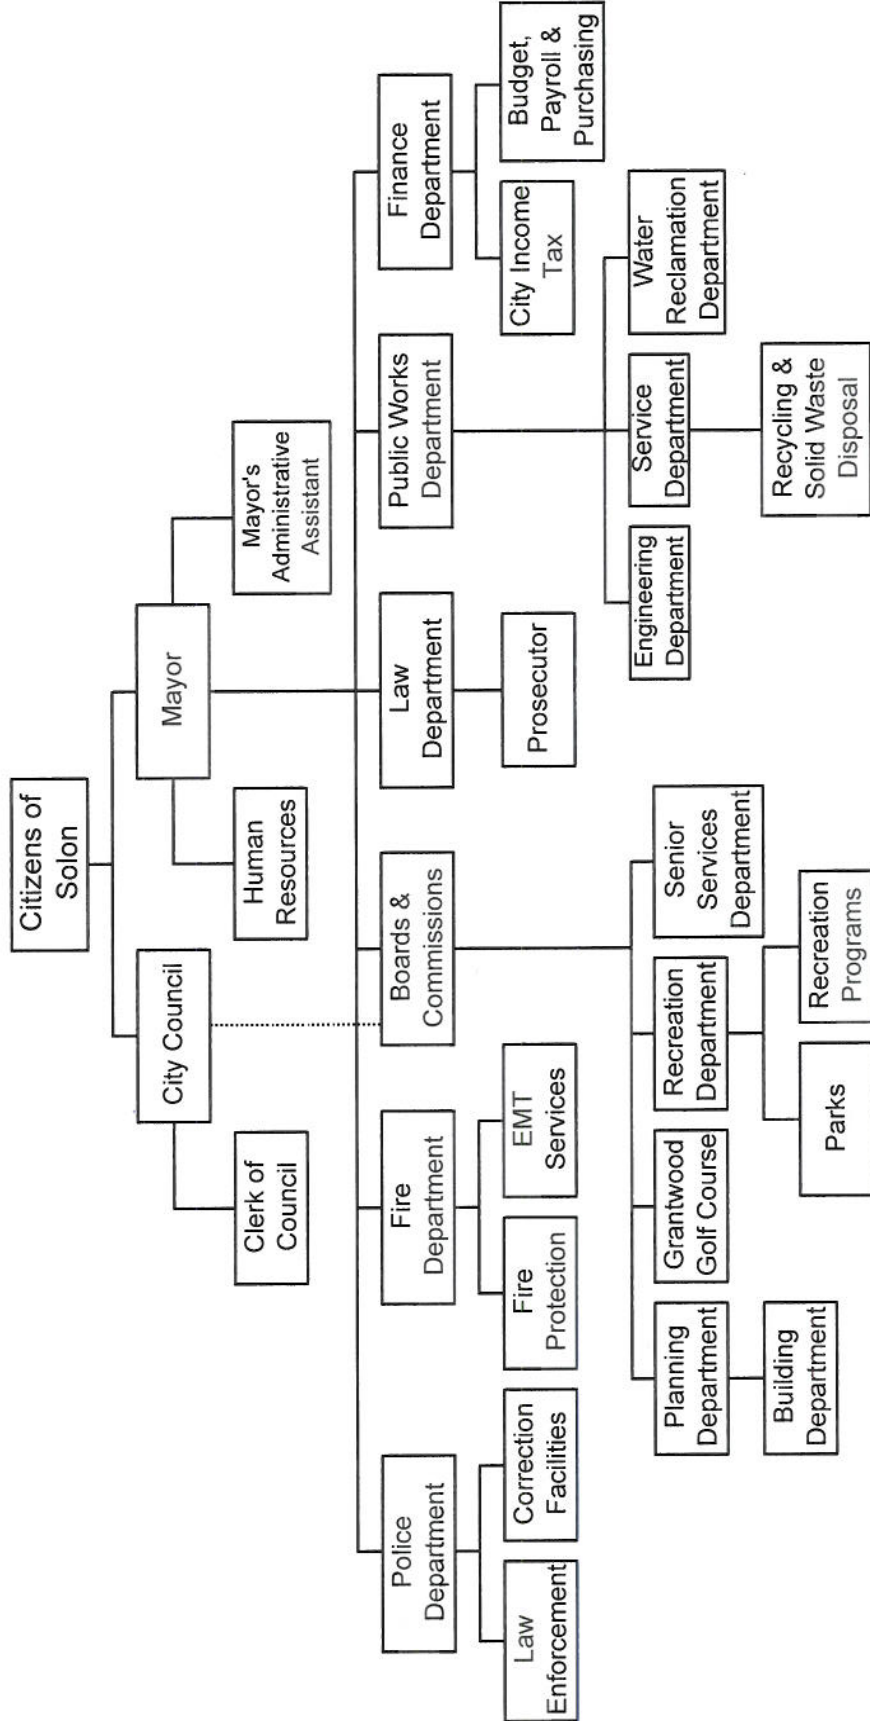 Citizens of
Solon
City Council
Mayor
Clerk of
Council
Human
Resources
Mayor's
Administrative
Assistant
Police
Department
Fire
Department
Boards &
Commissions
Law
Department
Public Works
Department
Finance
Department
Law
Enforcement
Correction
Facilities
Fire
Protection
EMT
Services
Prosecutor
City Income
Tax
Budget,
Payroll &
Purchasing
Planning
Department
Grantwood
Golf Course
Recreation
Department
Senior
Services
Department
Engineering
Department
Service
Department
Water
Reclamation
Department
Building
Department
Parks
Recreation
Programs
Recycling &
Solid Waste
Disposal